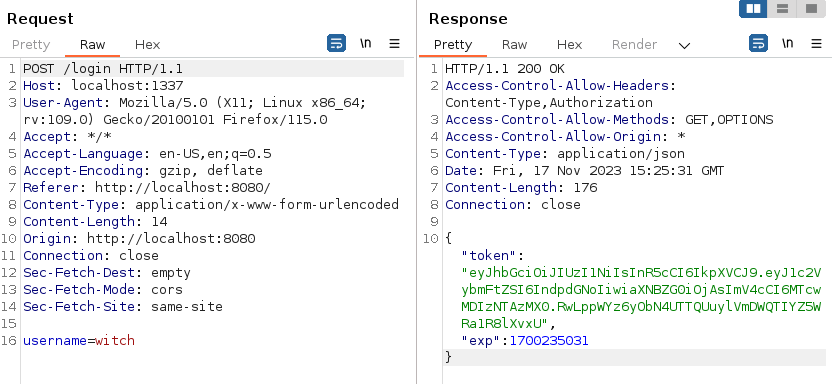 Request
Pretty Raw Hex \n
1 POST /login HTTP/1.1
2 Host: localhost:1337
3 User-Agent: Mozilla/5.0 (X11; Linux x86_64;
rv:109.0) Gecko/20100101 Firefox/115.0
4 Accept: */*
5 Accept-Language: en-US,en;q=0.5
6 Accept-Encoding: gzip, deflate
7 Referer: http://localhost:8080/
8 Content-Type: application/x-www-form-urlencoded
9 Content-Length: 14
10 Origin: http://localhost:8080
11 Connection: close
12 Sec-Fetch-Dest: empty
13 Sec-Fetch-Mode: cors
14 Sec-Fetch-Site: same-site
15
16 username=witch
Response
Pretty Raw Hex Render \n
1 HTTP/1.1 200 OK
2 Access-Control-Allow-Headers:
Content-Type,Authorization
3 Access-Control-Allow-Methods: GET,OPTIONS
4 Access-Control-Allow-Origin: *
5 Content-Type: application/json
6 Date: Fri, 17 Nov 2023 15:25:31 GMT
7 Content-Length: 176
8 Connection: close
9
10 {
"token":
"eyJhbGciOiJIUzI1NiIsInR5cCI6IkpXVCJ9.eyJ1c2V
ybmFtZSI6IndpdGNoIiwiaXNBZG0iOjAsImV4cCI6MTcw
MDIzNTAzMX0.RwLppWYz6yObN4UTTQUuylVmDWQTIYZ5W
Ra1R8lXvxU",
"exp":1700235031
}